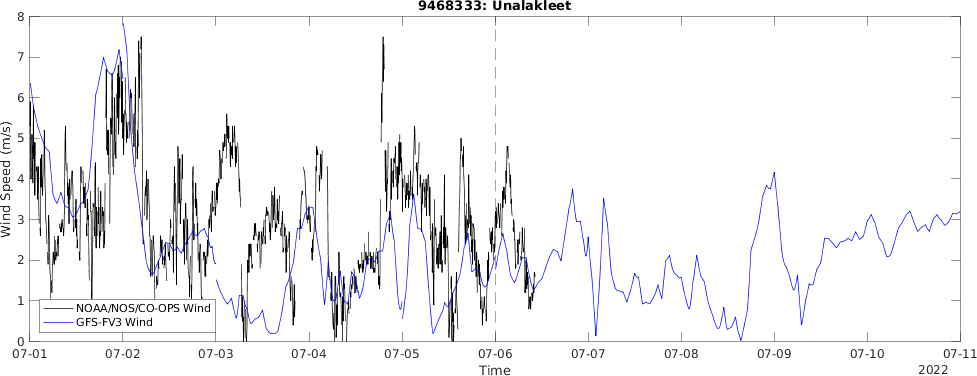 9468333: Unalakleet
Wind Speed (m/s)
8
7
6
5
4
3
2
1
0
NOAA/NOS/CO-OPS Wind
GFS-FV3 Wind
07-01 07-02 07-03 07-04 07-05 07-06 07-07 07-08 07-09 07-10 07-11
Time
2022